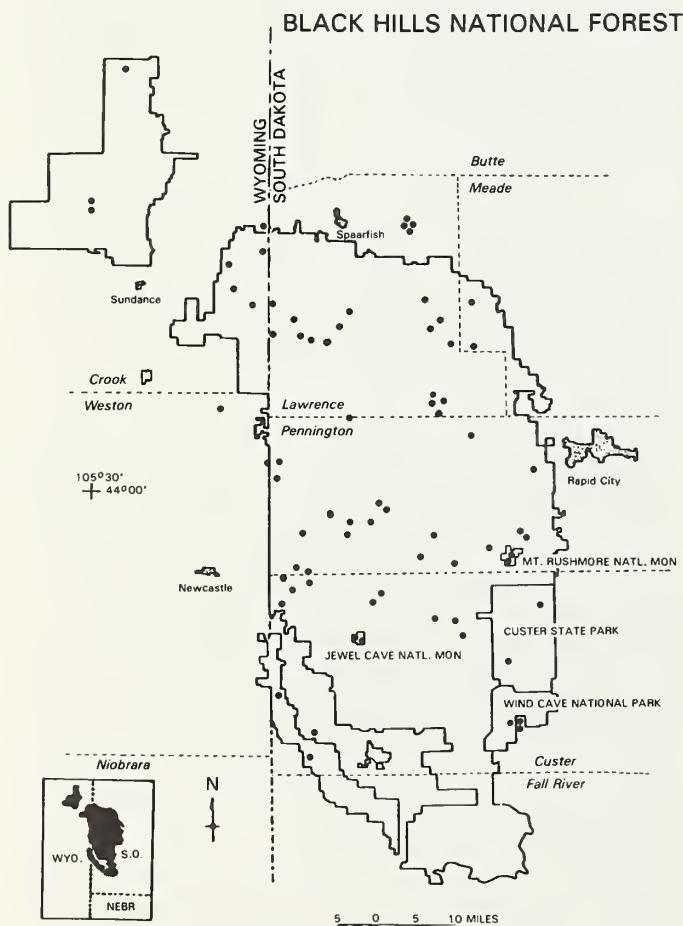 BLACK HILLS NATIONAL FOREST
WYOMING
SOUTH DAKOTA
Butte
Meade
Spaarfish
Sundance
Crook
Weston
Lawrence
Pennington
Rapid City
105°30'
44°00'
MT. RUSHMORE NATL. MON
Newcastle
CUSTER STATE PARK
JEWEL CAVE NATL. MON
WIND CAVE NATIONAL PARK
Niobrara
Custer
Fall River
N
WYO.
S.O.
NEBR
5 0 5 10 MILES